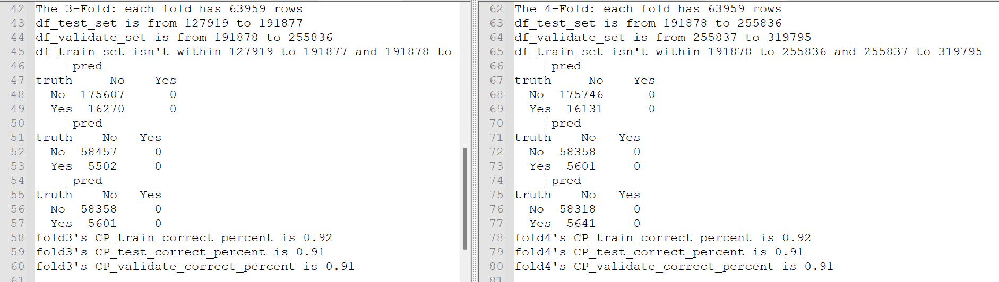 42 The 3-Fold: each fold has 63959 rows
43 df_test_set is from 127919 to 191877
44 df_validate_set is from 191878 to 255836
45 df_train_set isn't within 127919 to 191877 and 191878 to
46 pred
47 truth No Yes
48 No 175607 0
49 Yes 16270 0
50 pred
51 truth No Yes
52 No 58457 0
53 Yes 5502 0
54 pred
55 truth No Yes
56 No 58358 0
57 Yes 5601 0
58 fold3's CP_train_correct_percent is 0.92
59 fold3's CP_test_correct_percent is 0.91
60 fold3's CP_validate_correct_percent is 0.91
61
62 The 4-Fold: each fold has 63959 rows
63 df_test_set is from 191878 to 255836
64 df_validate_set is from 255837 to 319795
65 df_train_set isn't within 191878 to 255836 and 255837 to 319795
66 pred
67 truth No Yes
68 No 175746 0
69 Yes 16131 0
70 pred
71 truth No Yes
72 No 58358 0
73 Yes 5601 0
74 pred
75 truth No Yes
76 No 58318 0
77 Yes 5641 0
78 fold4's CP_train_correct_percent is 0.92
79 fold4's CP_test_correct_percent is 0.91
80 fold4's CP_validate_correct_percent is 0.91
81